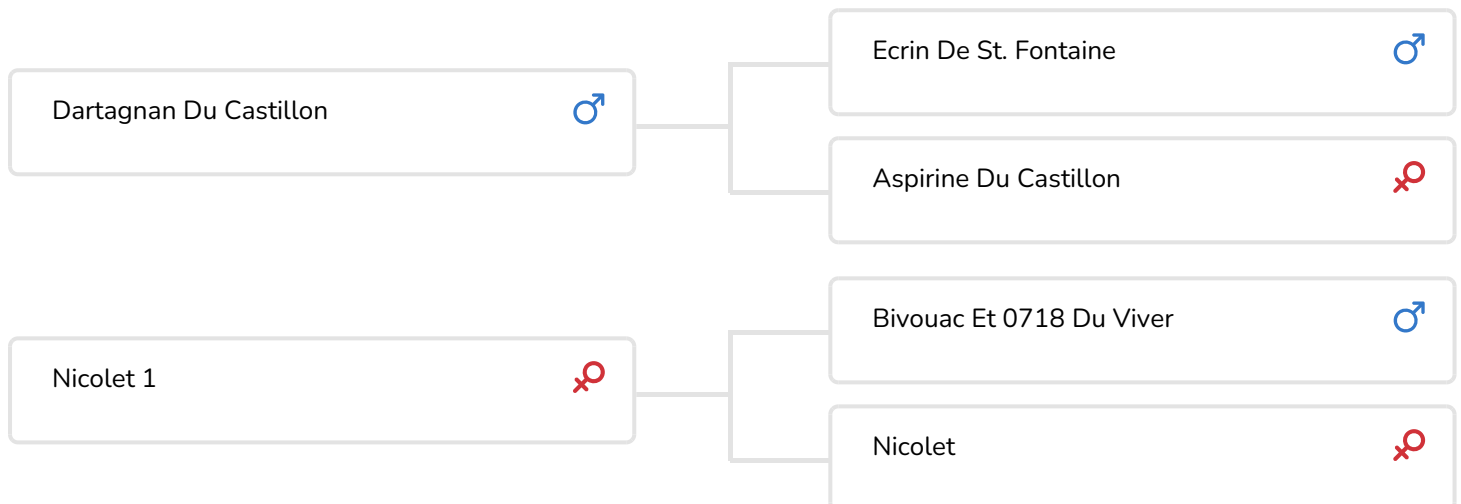 Ecrin De St. Fontaine
Dartagnan Du Castillon
Aspirine Du Castillon
Bivouac Et 0718 Du Viver
Nicolet 1
Nicolet